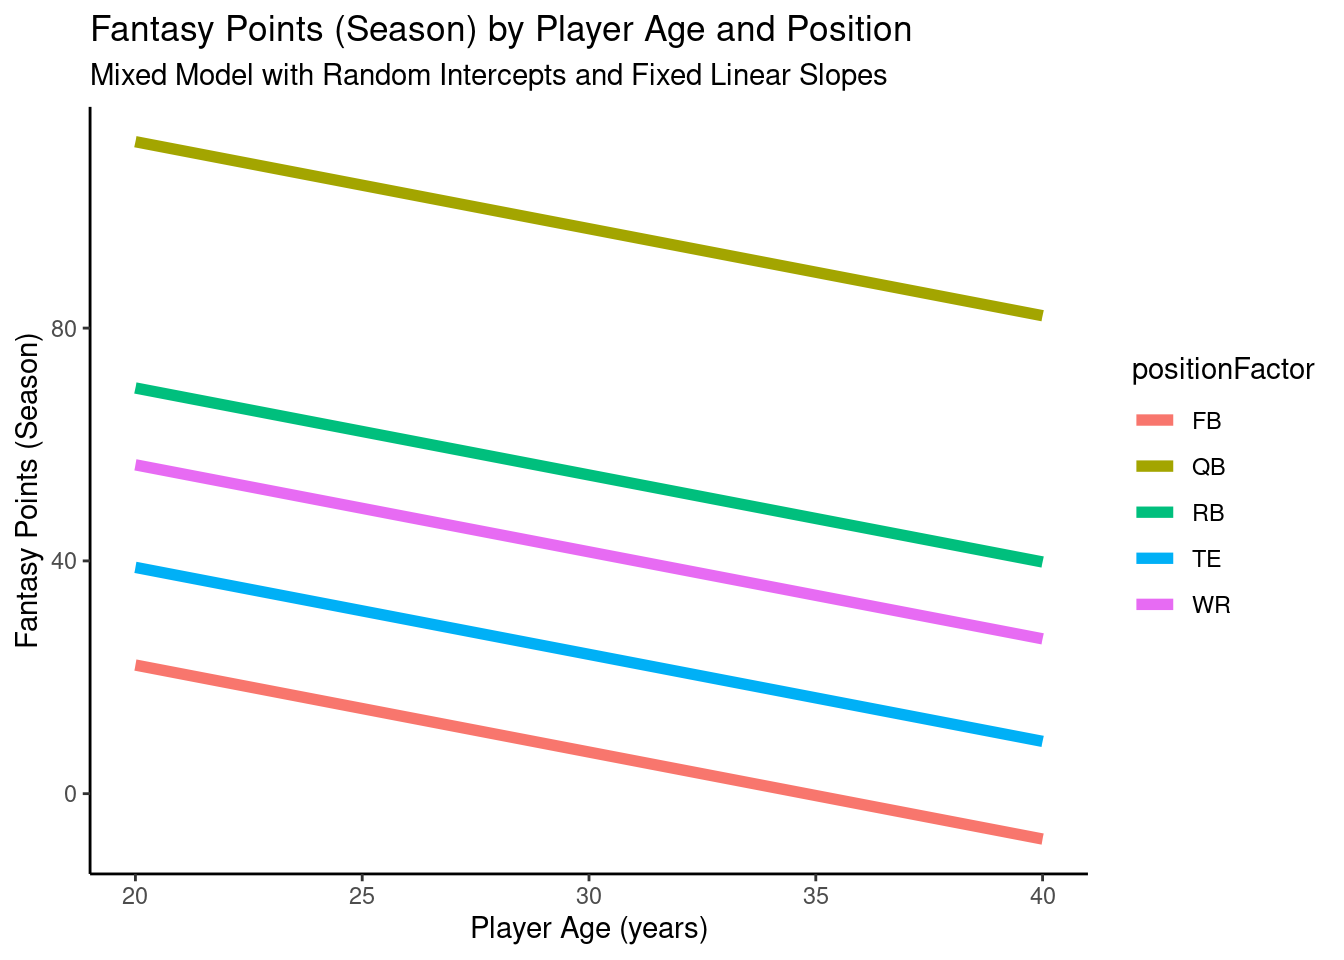 Fantasy Points (Season) by Player Age and Position
Mixed Model with Random Intercepts and Fixed Linear Slopes
Fantasy Points (Season)
80
40
0
20 25 30 35 40
Player Age (years)
positionFactor
FB
QB
RB
TE
WR